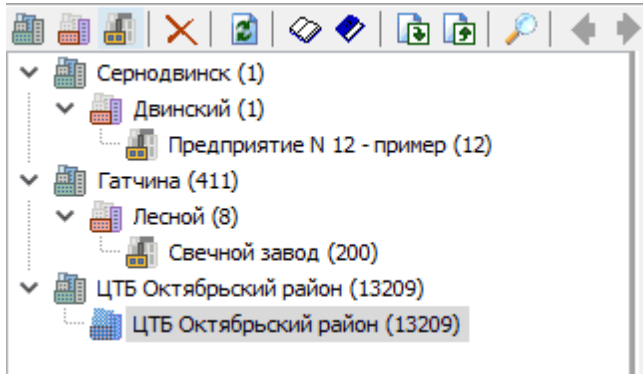 Сернодвинск (1)
Двинский (1)
Предприятие N 12 - пример (12)
Гатчина (411)
Лесной (8)
Свечной завод (200)
ЦТБ Октябрьский район (13209)
ЦТБ Октябрьский район (13209)